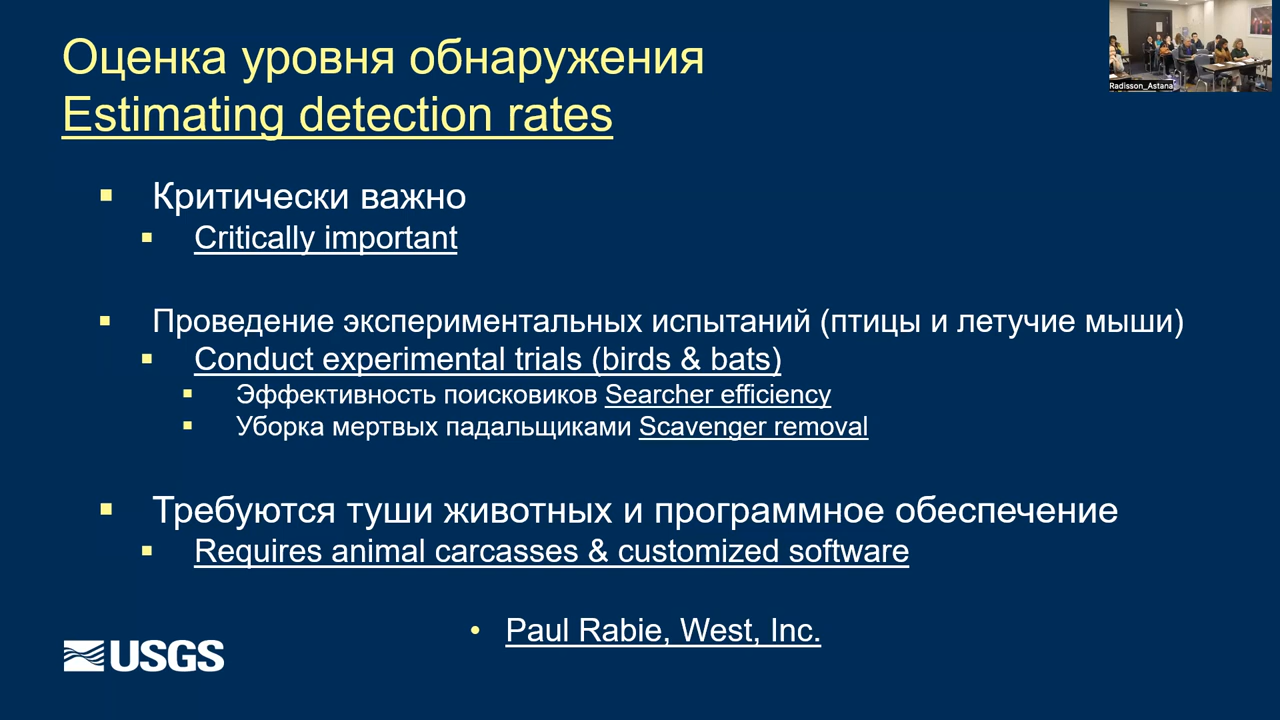 Оценка уровня обнаружения
Estimating detection rates
Radisson_Astana
Критически важно
Critically important
Проведение экспериментальных испытаний (птицы и летучие мыши)
Conduct experimental trials (birds & bats)
Эффективность поисковиков Searcher efficiency
Уборка мертвых падальщиками Scavenger removal
Требуются туши животных и программное обеспечение
Requires animal carcasses & customized software
Paul Rabie, West, Inc.
USGS